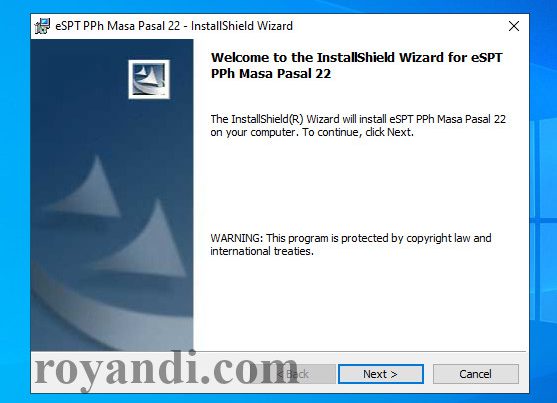 eSPT PPh Masa Pasal 22 - InstallShield Wizard
Welcome to the InstallShield Wizard for eSPT
PPh Masa Pasal 22
The InstallShield(R) Wizard will install eSPT PPh Masa Pasal 22
on your computer. To continue, click Next.
WARNING: This program is protected by copyright law and
international treaties.
royandi.com
< Back
Next >
Cancel